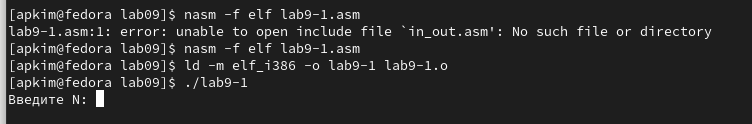 [apkim@fedora lab09]$ nasm -f elf lab9-1.asm
lab9-1.asm:1: error: unable to open include file `in_out.asm': No such file or directory
[apkim@fedora lab09]$ nasm -f elf lab9-1.asm
[apkim@fedora lab09]$ ld -m elf_i386 -o lab9-1 lab9-1.o
[apkim@fedora lab09]$ ./lab9-1
Введите N: